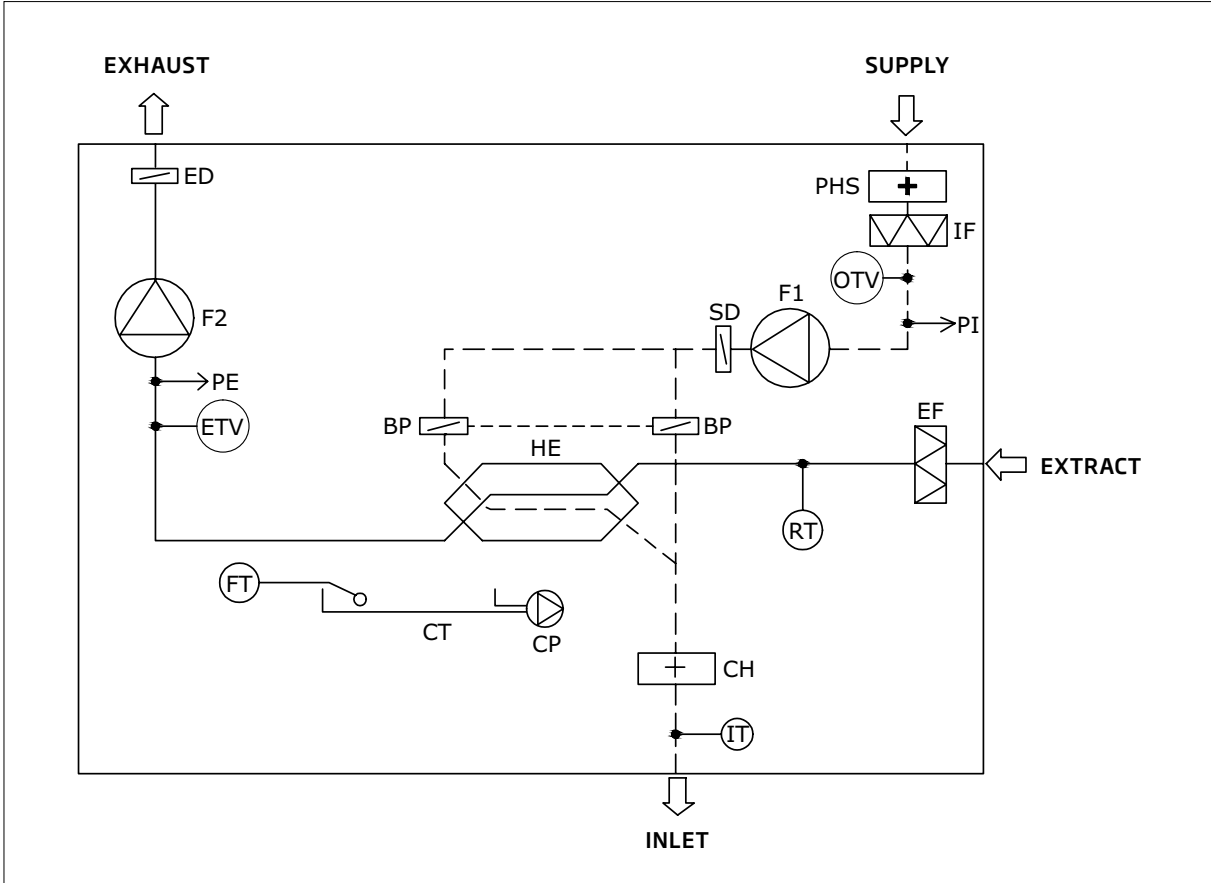 EXHAUST
SUPPLY
ED
PHS
IF
OTV
F1
SD
PI
F2
PE
ETV
BP
BP
EF
HE
EXTRACT
RT
FT
CT
CP
CH
IT
INLET